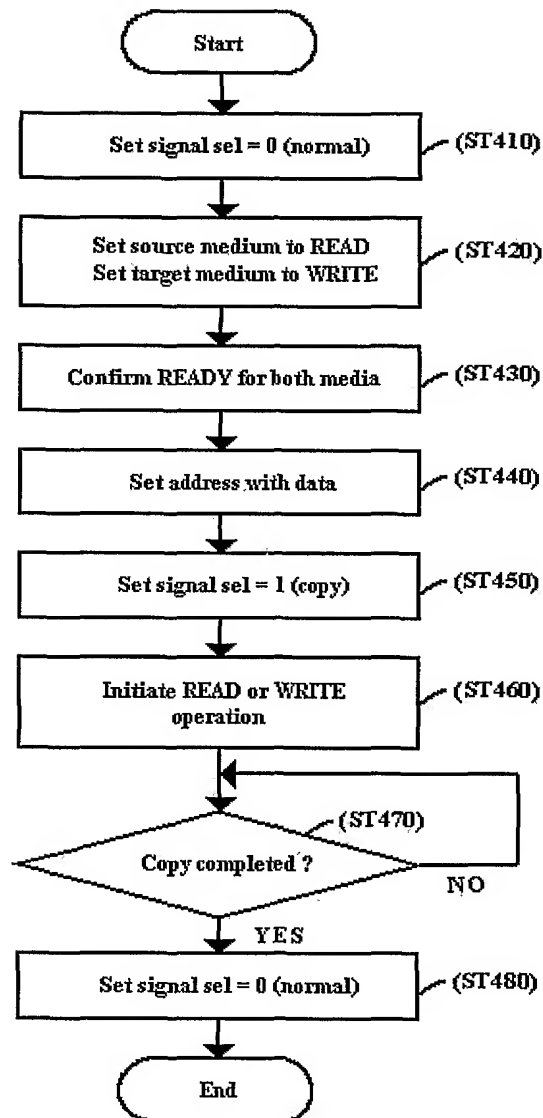 Start
Set signal sel = 0 (normal)
(ST410)
Set source medium to READ
Set target medium to WRITE
(ST420)
Confirm READY for both media
(ST430)
Set address with data
(ST440)
Set signal sel = 1 (copy)
(ST450)
Initiate READ or WRITE
operation
(ST460)
(ST470)
Copy completed ?
NO
YES
Set signal sel = 0 (normal)
(ST480)
End